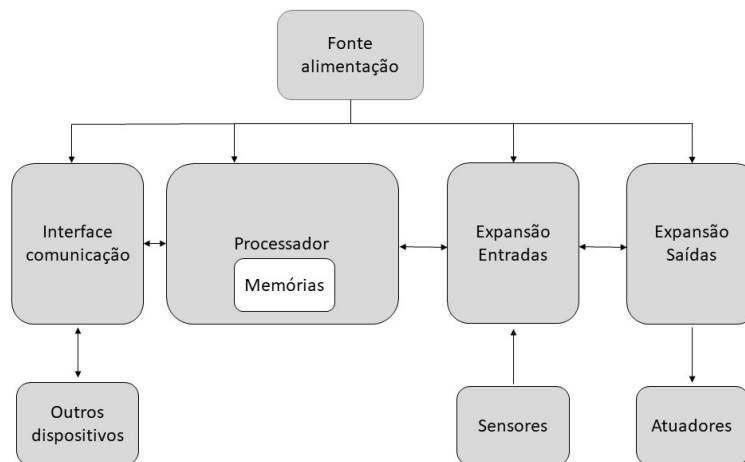 Fonte
alimentação
Interface
comunicação
Processador
Memórias
Expansão
Entradas
Expansão
Saídas
Outros
dispositivos
Sensores
Atuadores